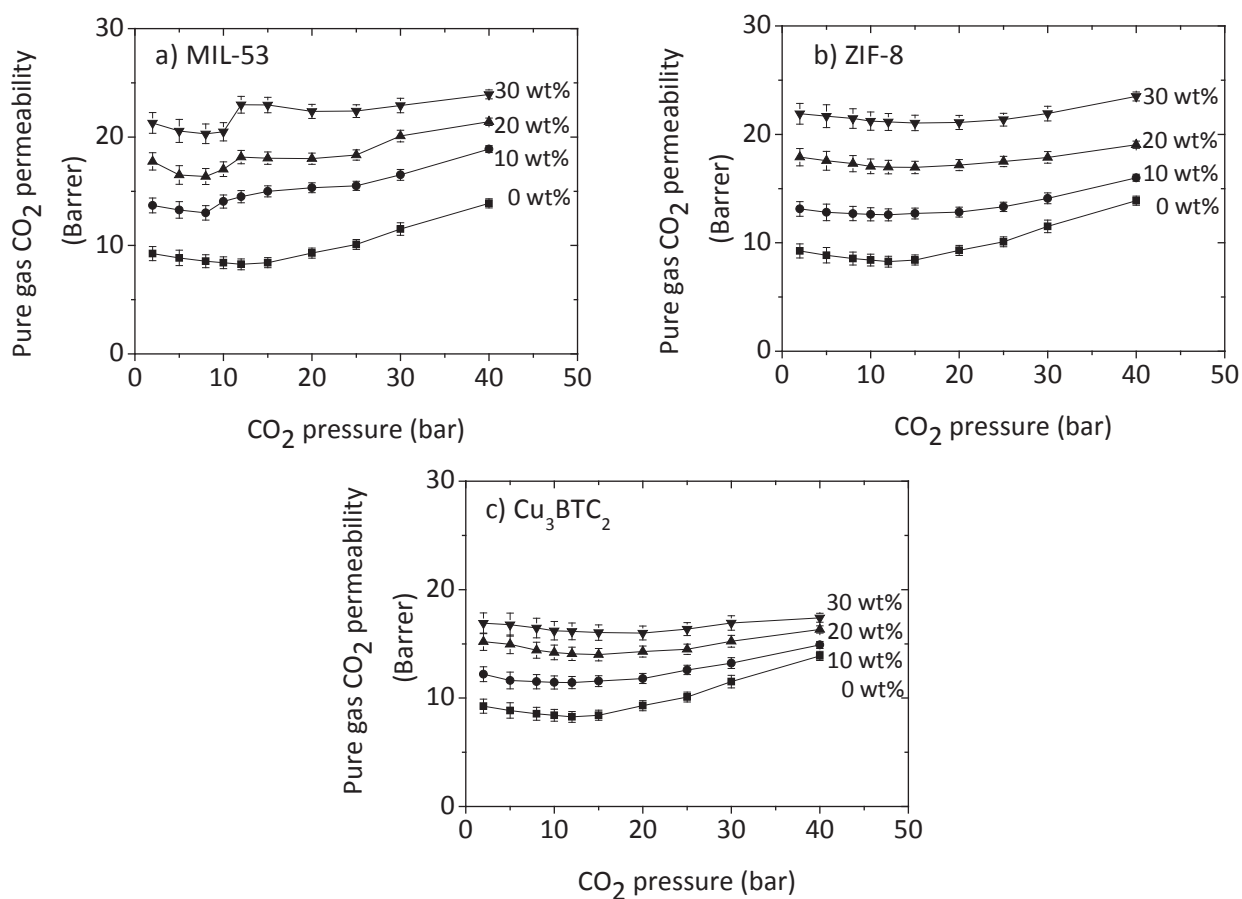 a) MIL-53
Pure gas CO₂ permeability
(Barrer)
30
20
10
0
30 wt%
20 wt%
10 wt%
0 wt%
0 10 20 30 40 50
CO₂ pressure (bar)
b) ZIF-8
Pure gas CO₂ permeability
(Barrer)
30
20
10
0
30 wt%
20 wt%
10 wt%
0 wt%
0 10 20 30 40 50
CO₂ pressure (bar)
c) Cu₃BTC₂
Pure gas CO₂ permeability
(Barrer)
30
20
10
0
30 wt%
20 wt%
10 wt%
0 wt%
0 10 20 30 40 50
CO₂ pressure (bar)